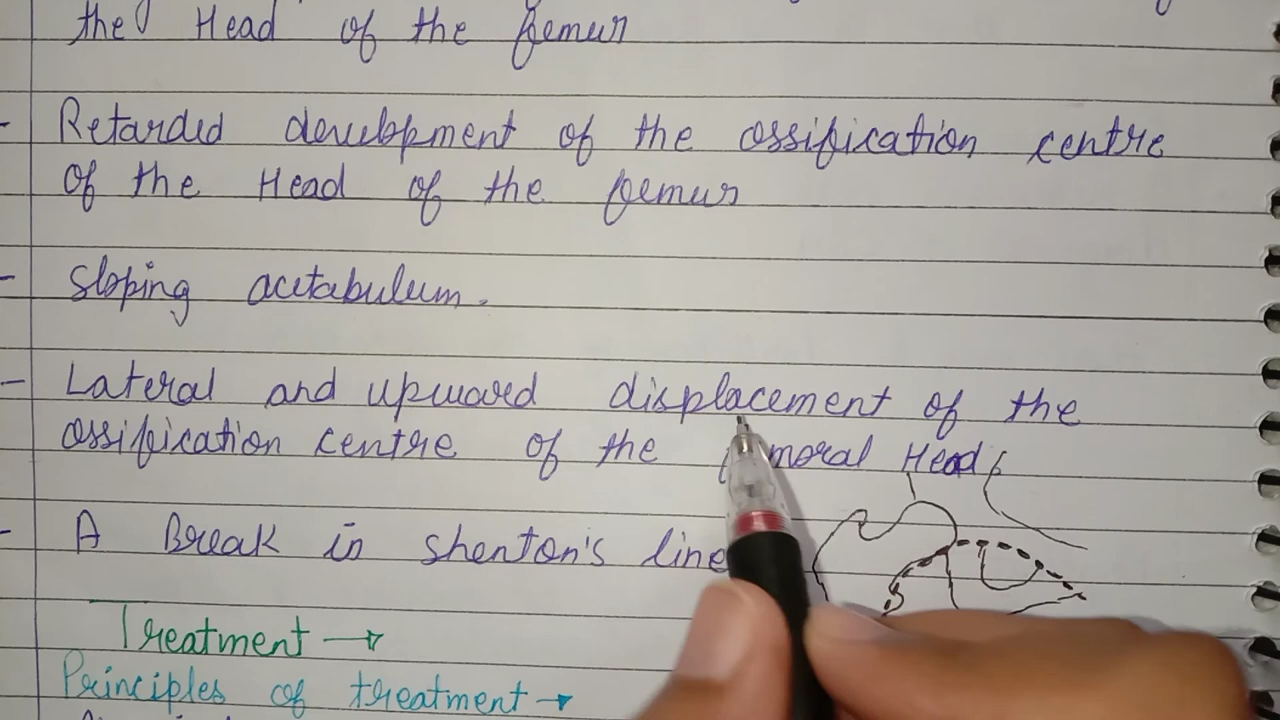 the Head of the femur
- Retarded development of the ossification centre
of the Head of the femur
- Sloping acetabulum.
- Lateral and upward displacement of the
ossification centre of the moral Head
- A Break in shenton's line
Treatment →
Principles of treatment →